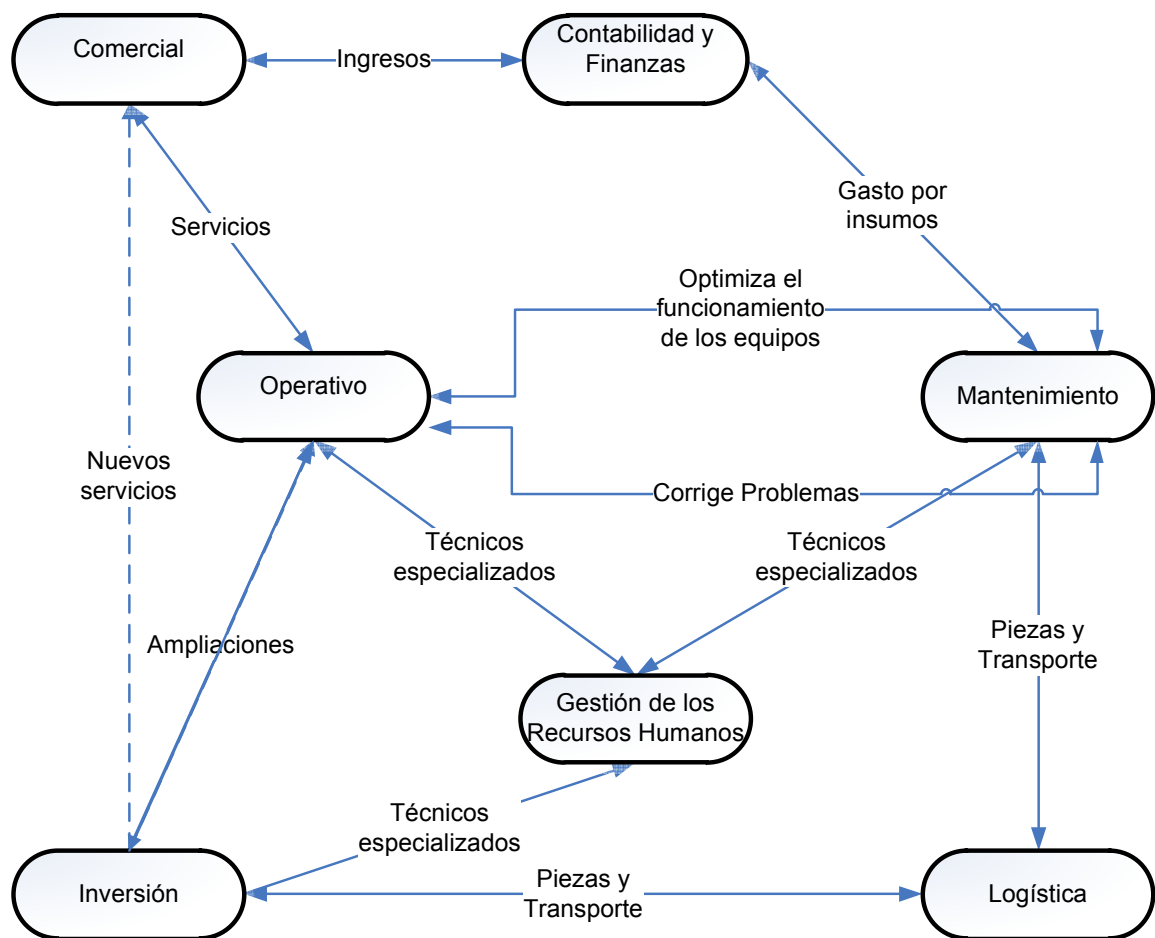 Comercial
Ingresos
Contabilidad y
Finanzas
Gasto por
insumos
Servicios
Optimiza el
funcionamiento
de los equipos
Operativo
Mantenimiento
Nuevos
servicios
Corrige Problemas
Técnicos
especializados
Técnicos
especializados
Ampliaciones
Piezas y
Transporte
Gestión de los
Recursos Humanos
Técnicos
especializados
Inversión
Piezas y
Transporte
Logística